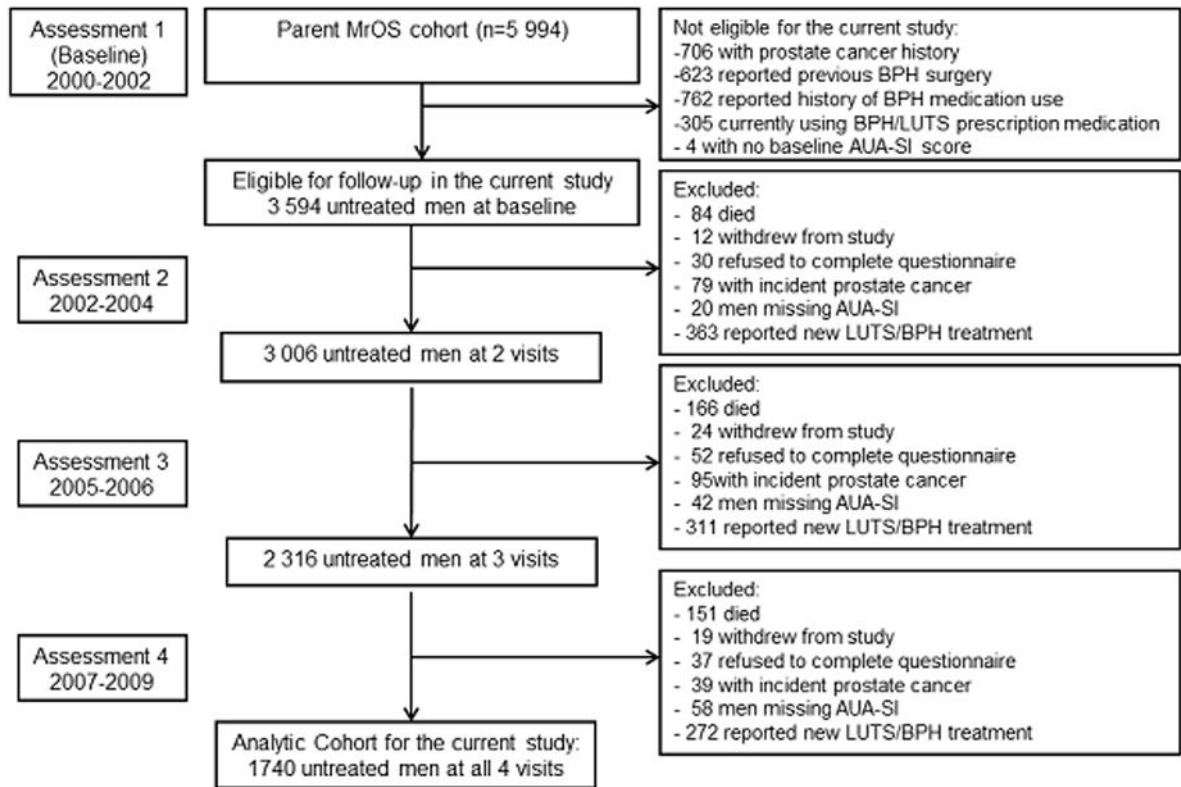 Assessment 1
(Baseline)
2000-2002
Parent MrOS cohort (n=5 994)
Not eligible for the current study:
-706 with prostate cancer history
-623 reported previous BPH surgery
-762 reported history of BPH medication use
-305 currently using BPH/LUTS prescription medication
- 4 with no baseline AUA-SI score
Eligible for follow-up in the current study
3 594 untreated men at baseline
Assessment 2
2002-2004
Excluded:
- 84 died
- 12 withdrew from study
- 30 refused to complete questionnaire
- 79 with incident prostate cancer
- 20 men missing AUA-SI
- 363 reported new LUTS/BPH treatment
3 006 untreated men at 2 visits
Assessment 3
2005-2006
Excluded:
- 166 died
- 24 withdrew from study
- 52 refused to complete questionnaire
- 95with incident prostate cancer
- 42 men missing AUA-SI
- 311 reported new LUTS/BPH treatment
2 316 untreated men at 3 visits
Assessment 4
2007-2009
Excluded:
- 151 died
- 19 withdrew from study
- 37 refused to complete questionnaire
- 39 with incident prostate cancer
- 58 men missing AUA-SI
- 272 reported new LUTS/BPH treatment
Analytic Cohort for the current study:
1740 untreated men at all 4 visits